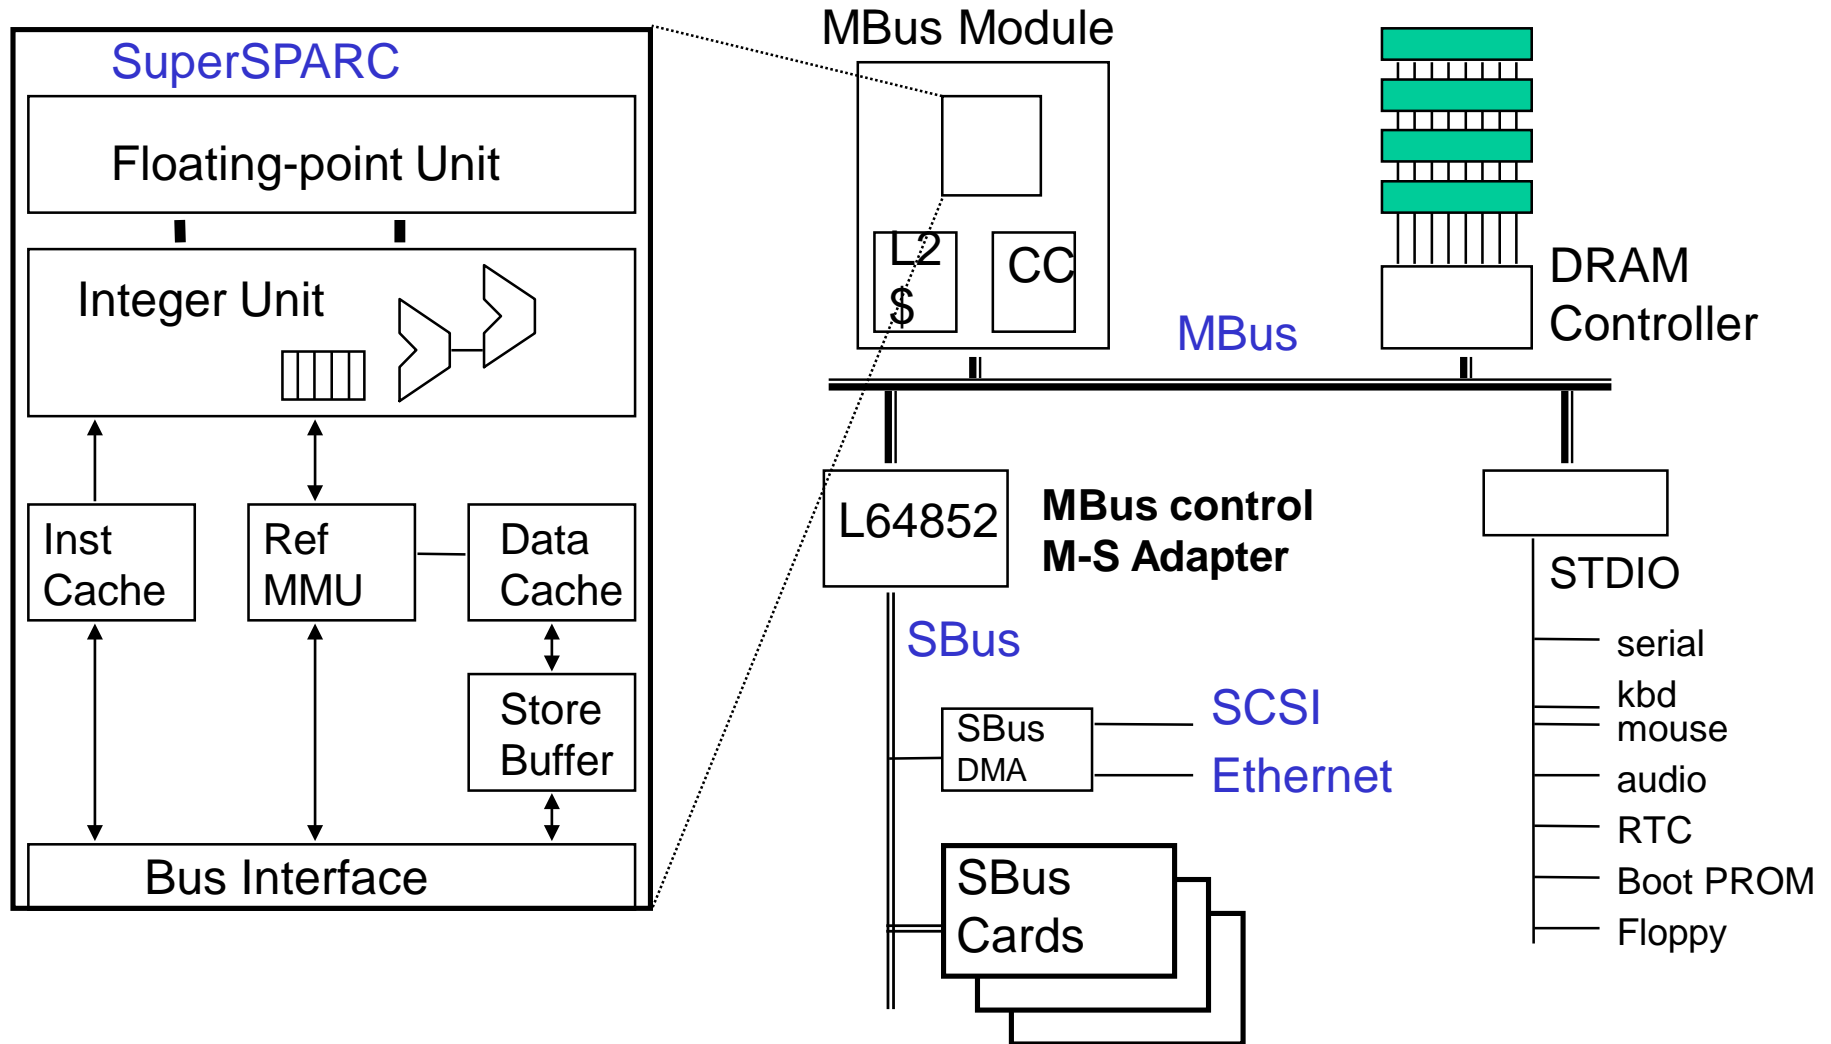 SuperSPARC
Floating-point Unit
Integer Unit
Inst
Cache
Ref
MMU
Data
Cache
Store
Buffer
Bus Interface
MBus Module
L2
$
CC
MBus
DRAM
Controller
L64852
MBus control
M-S Adapter
STDIO
serial
kbd
mouse
audio
RTC
Boot PROM
Floppy
SBus
SBus
DMA
SCSI
Ethernet
SBus
Cards